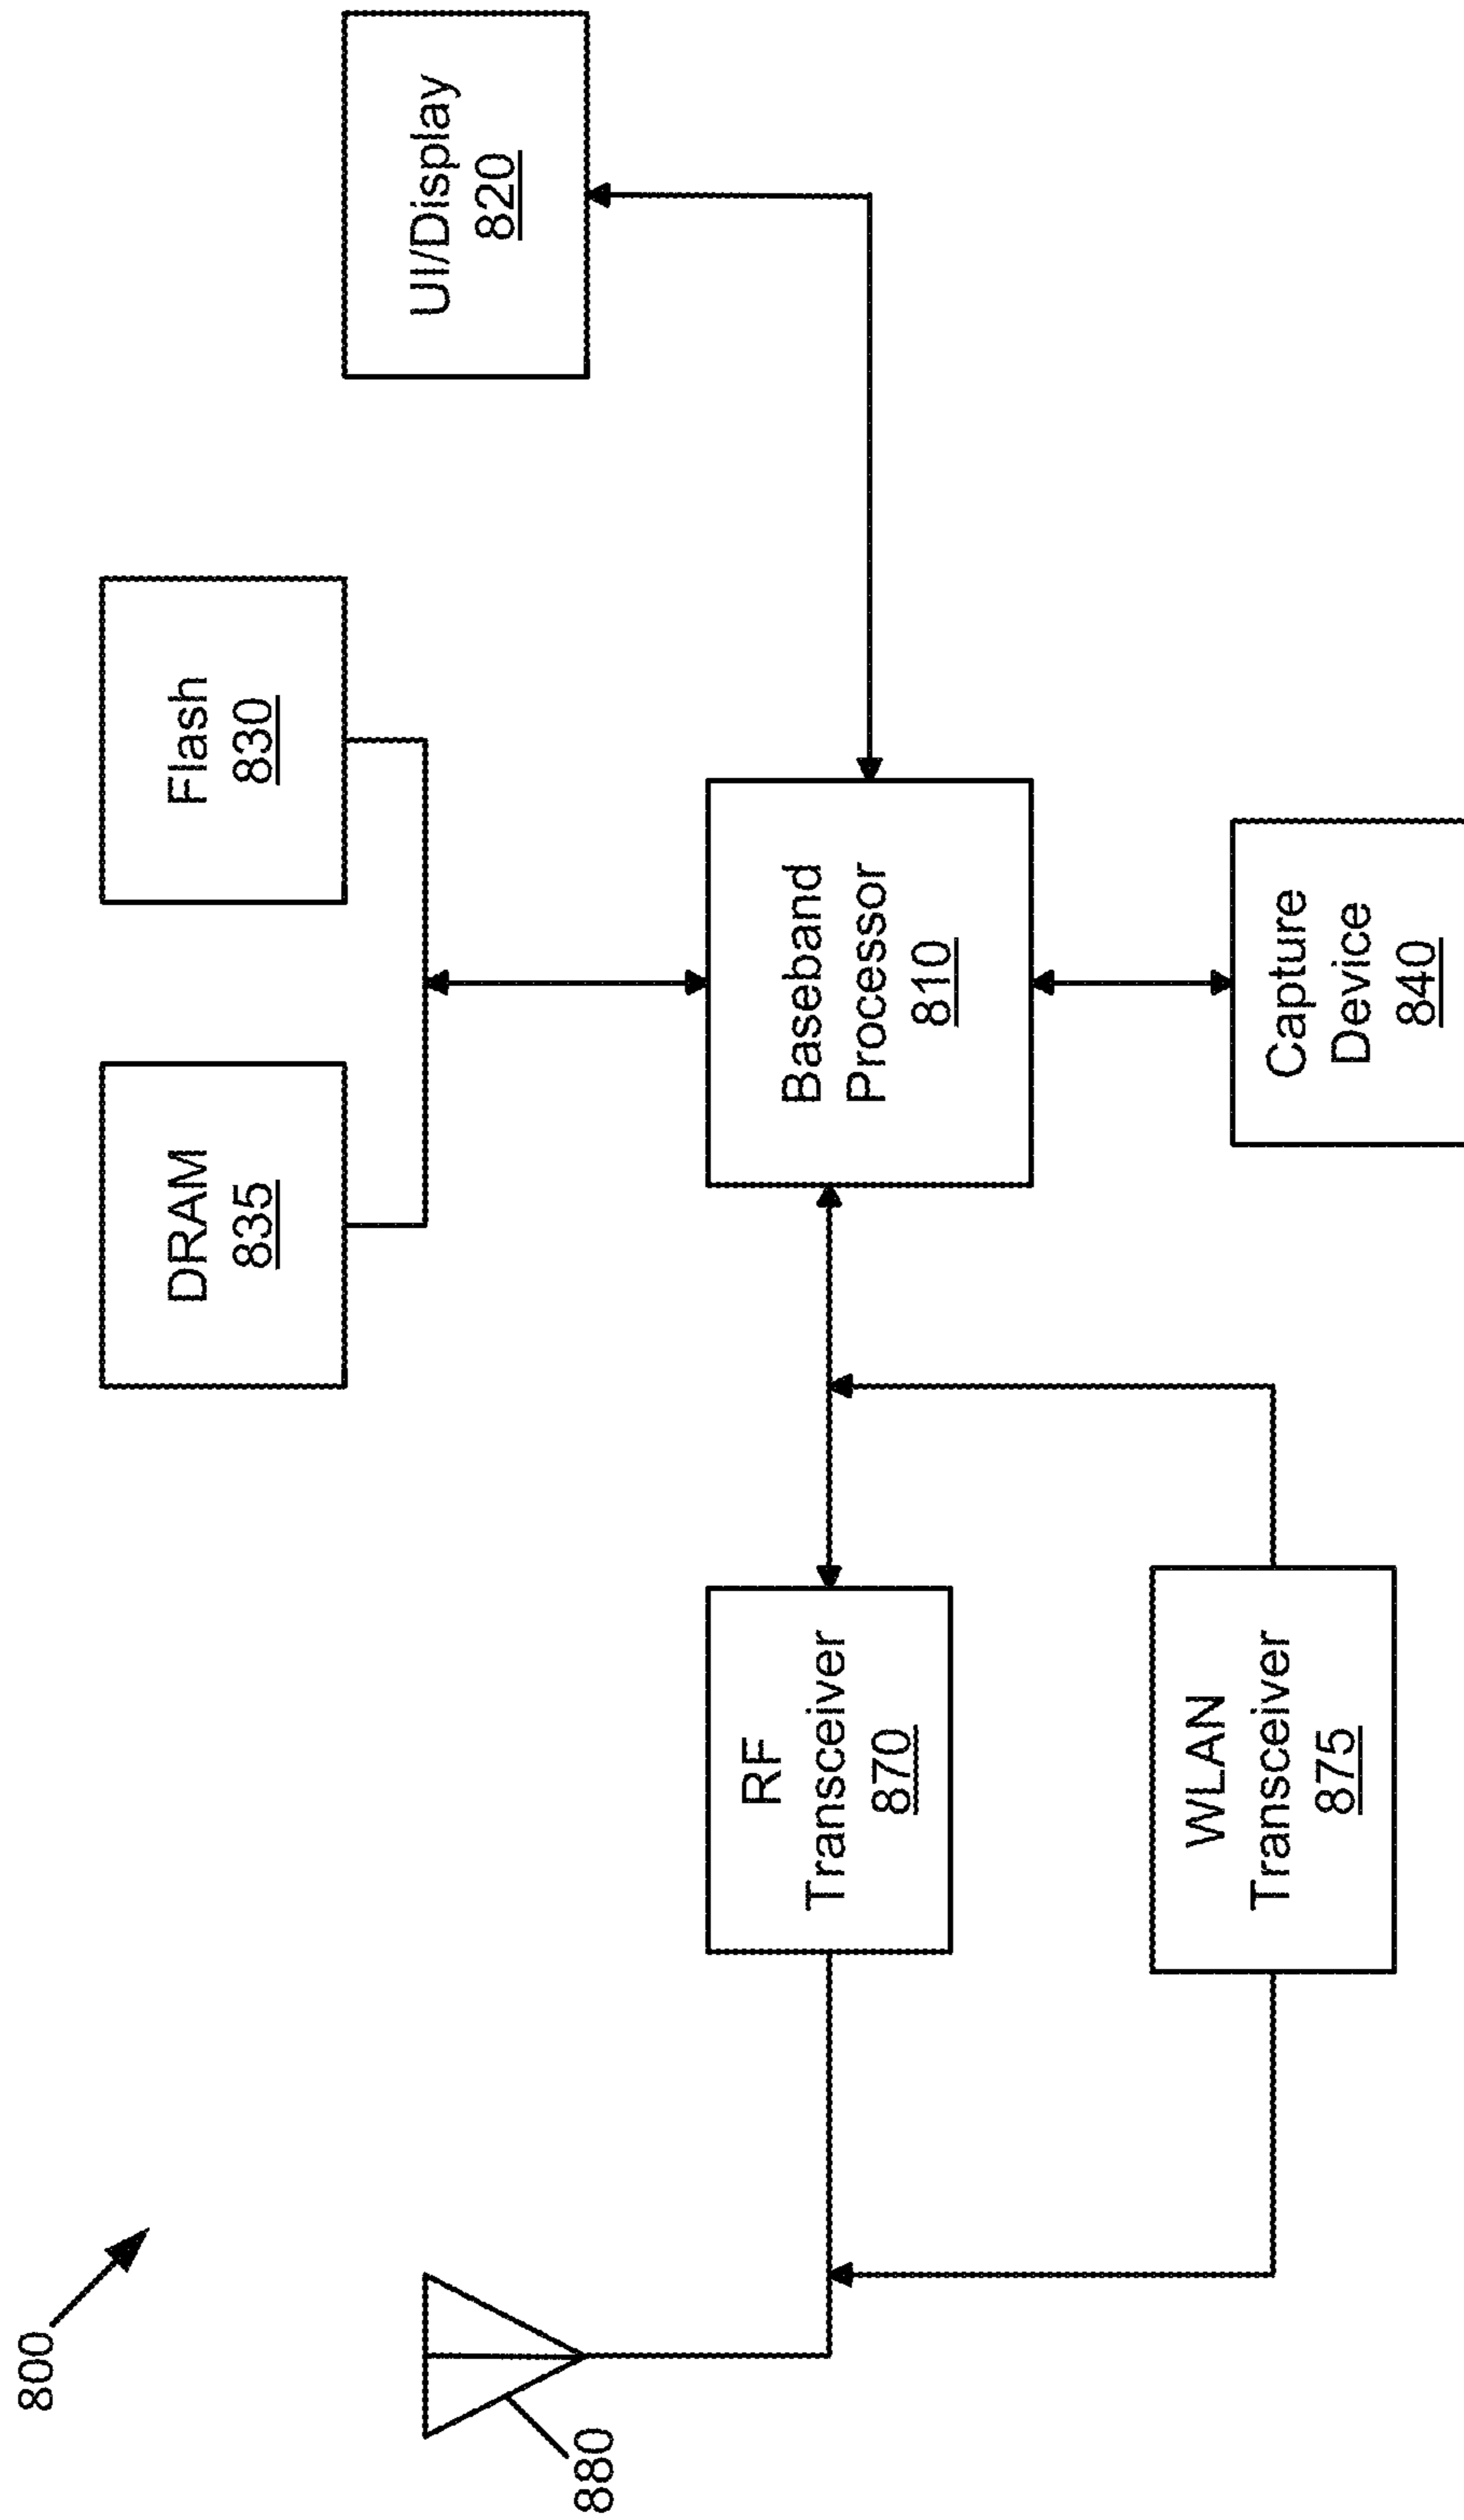 800
880
DRAM
835
Flash
830
UI/Display
820
RF
Transceiver
870
Baseband
Processor
810
WLAN
Transceiver
875
Capture
Device
840